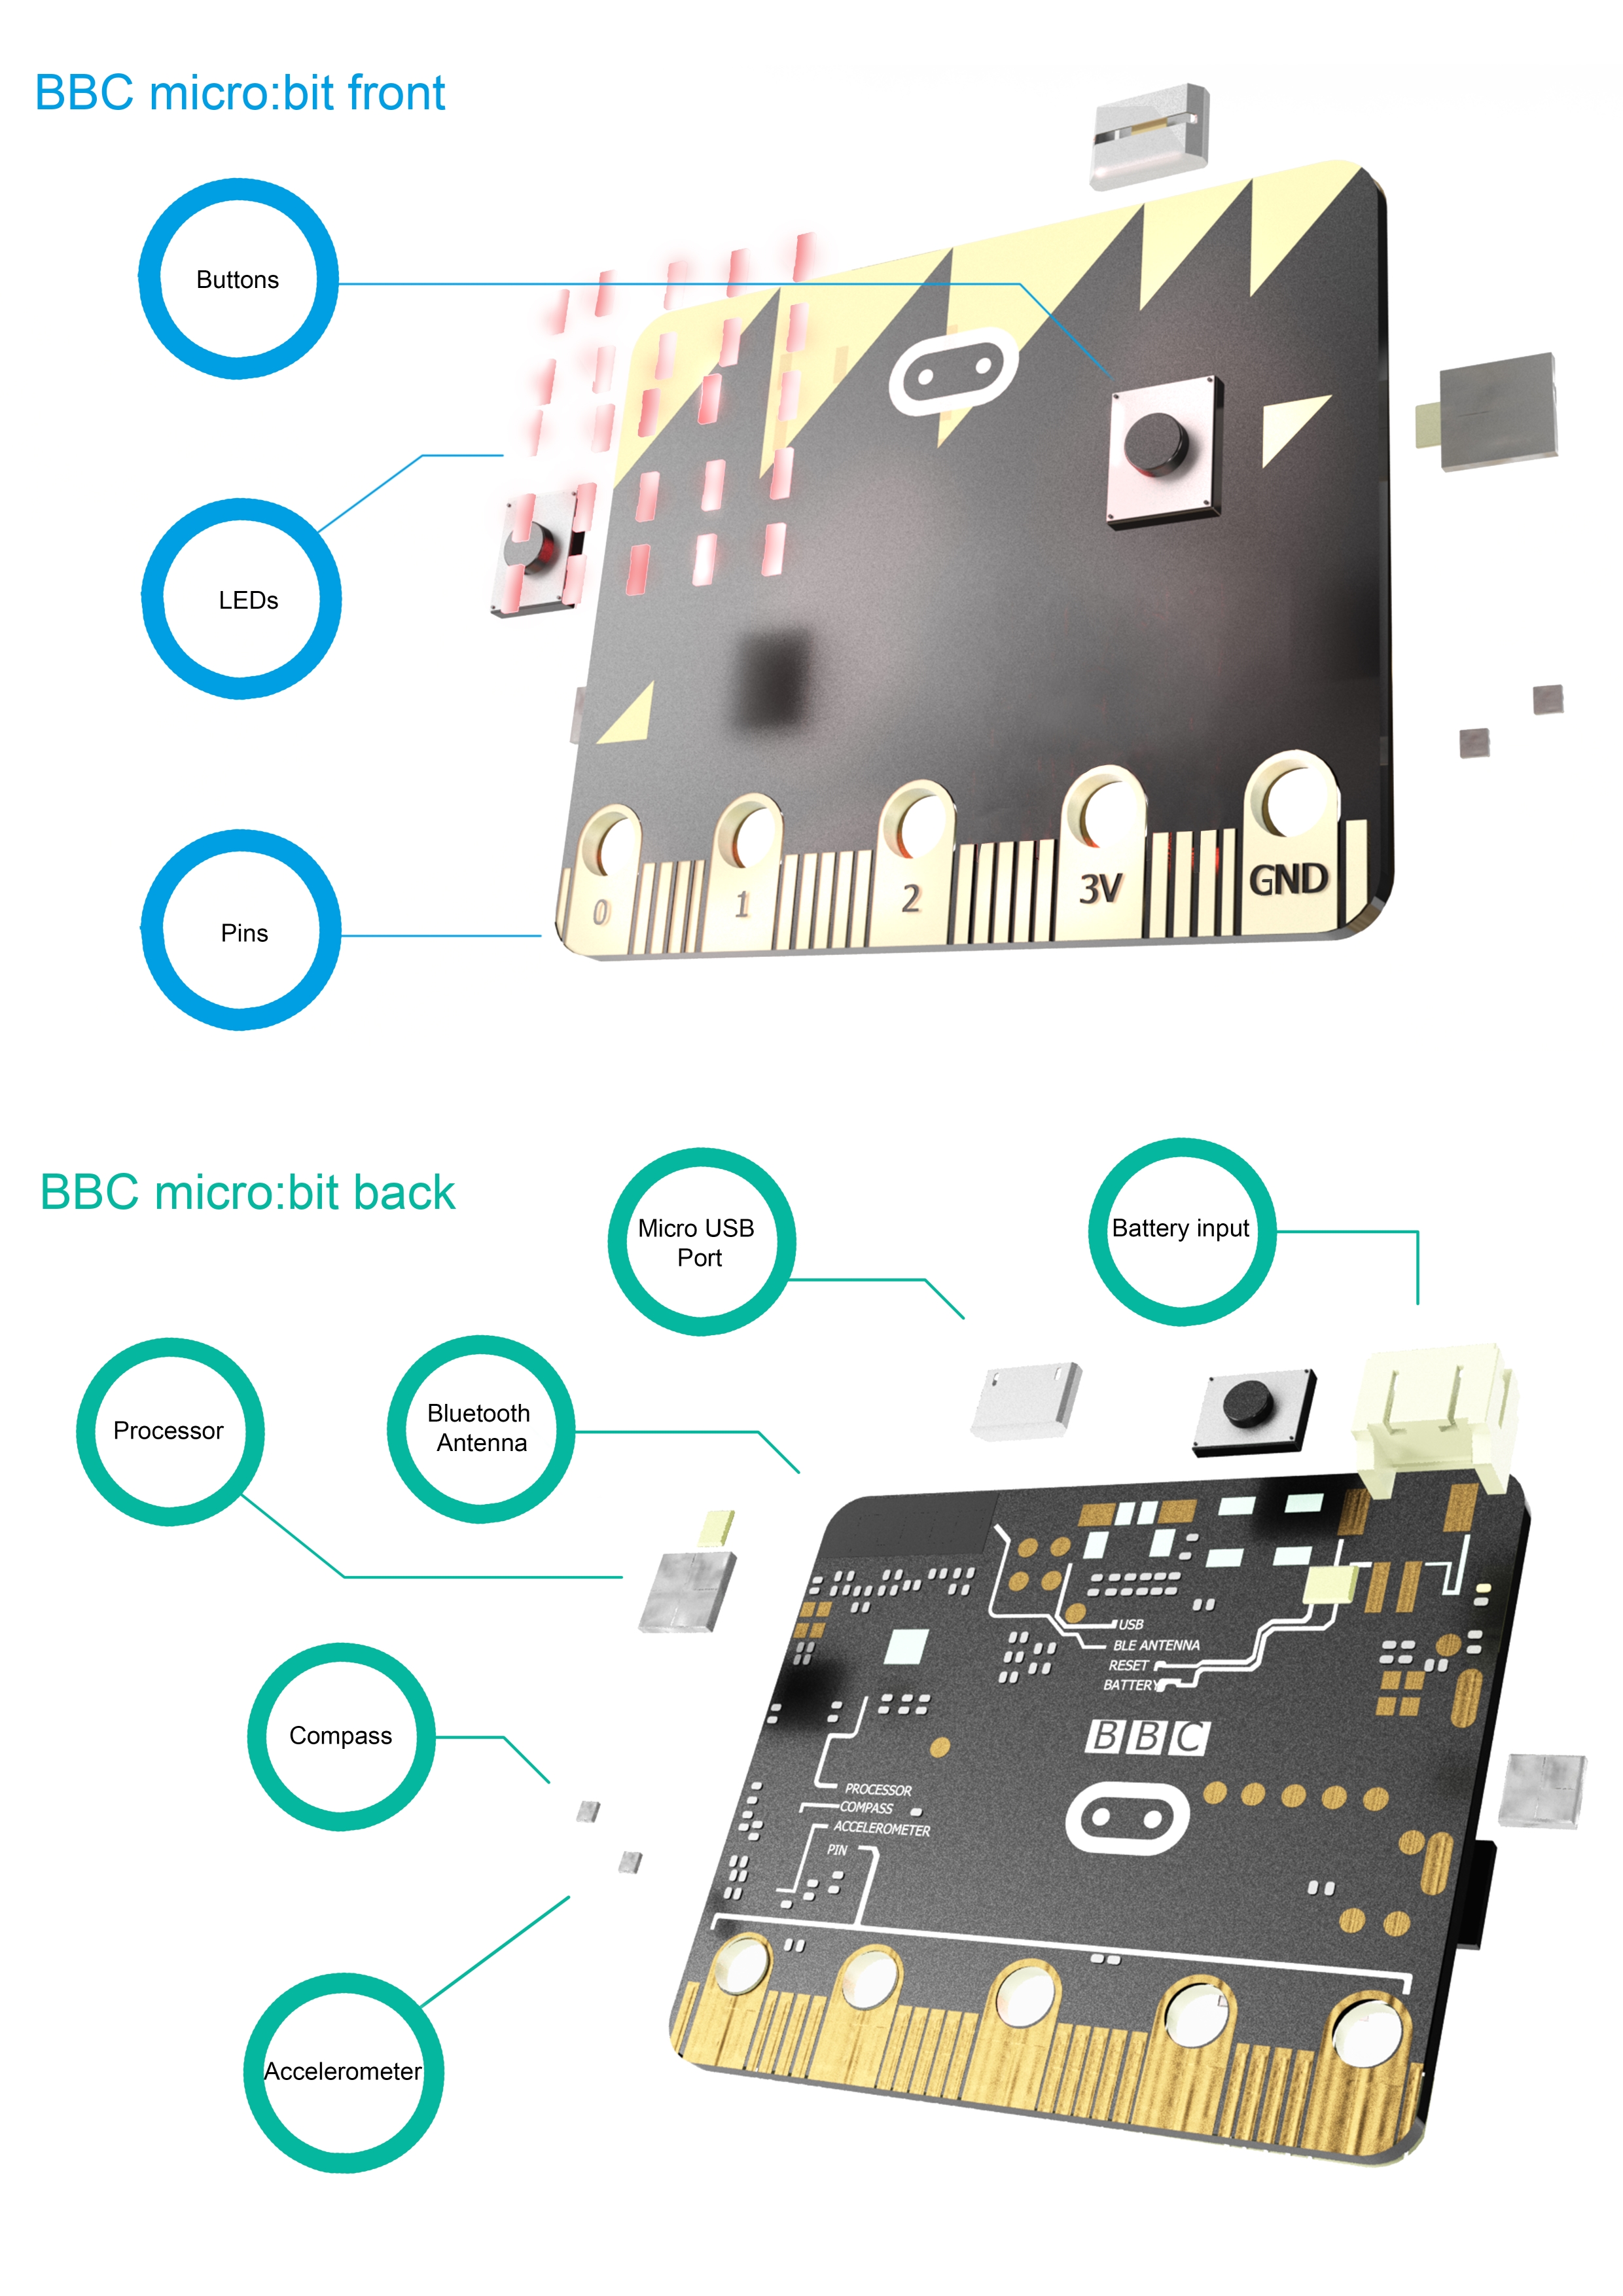 BBC micro:bit front
Buttons
LEDs
Pins
0
1
2
3V
GND
BBC micro:bit back
Micro USB
Port
Battery input
Processor
Bluetooth
Antenna
Compass
Accelerometer
USB
BLE ANTENNA
RESET
BATTERY
BBC
PROCESSOR
COMPASS
ACCELEROMETER
PIN